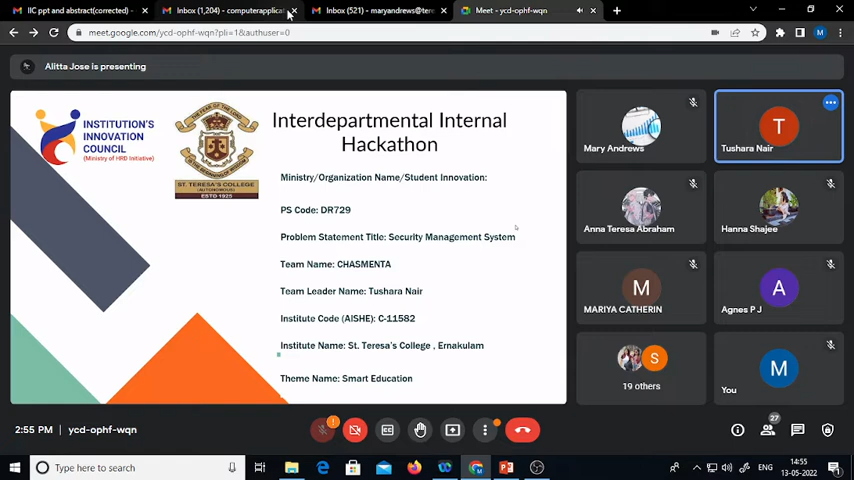 IIC ppt and abstract(corrected) -
Inbox (1,204) - computerapplicat
Inbox (521) - maryandrews@tere
Meet - ycd-ophf-wqn
meet.google.com/ycd-ophf-wqn?pli=1&authuser=0
M
Alitta Jose is presenting
INSTITUTION'S
INNOVATION
COUNCIL
(Ministry of HRD Initiative)
ST. TERESA'S COLLEGE
(AUTONOMOUS)
ESTD 1925
Interdepartmental Internal
Hackathon
Ministry/Organization Name/Student Innovation:
PS Code: DR729
Problem Statement Title: Security Management System
Team Name: CHASMENTA
Team Leader Name: Tushara Nair
Institute Code (AISHE): C-11582
Institute Name: St. Teresa's College , Ernakulam
Theme Name: Smart Education
Mary Andrews
T
Tushara Nair
Anna Teresa Abraham
Hanna Shajee
M
MARIYA CATHERIN
A
Agnes P J
S
19 others
M
You
2:55 PM
ycd-ophf-wqn
27
Type here to search
ENG
14:55
13-05-2022